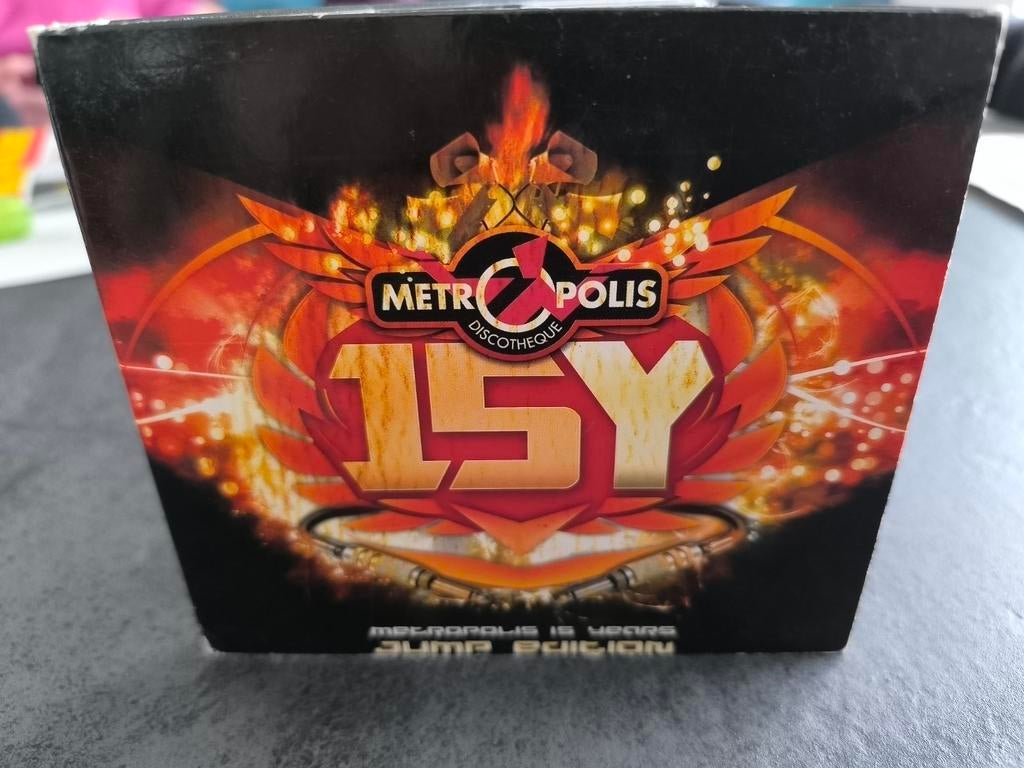 METROPOLIS
DISCOTHEQUE
15Y
METROPOLIS 15 YEARS
JUMP EDITION